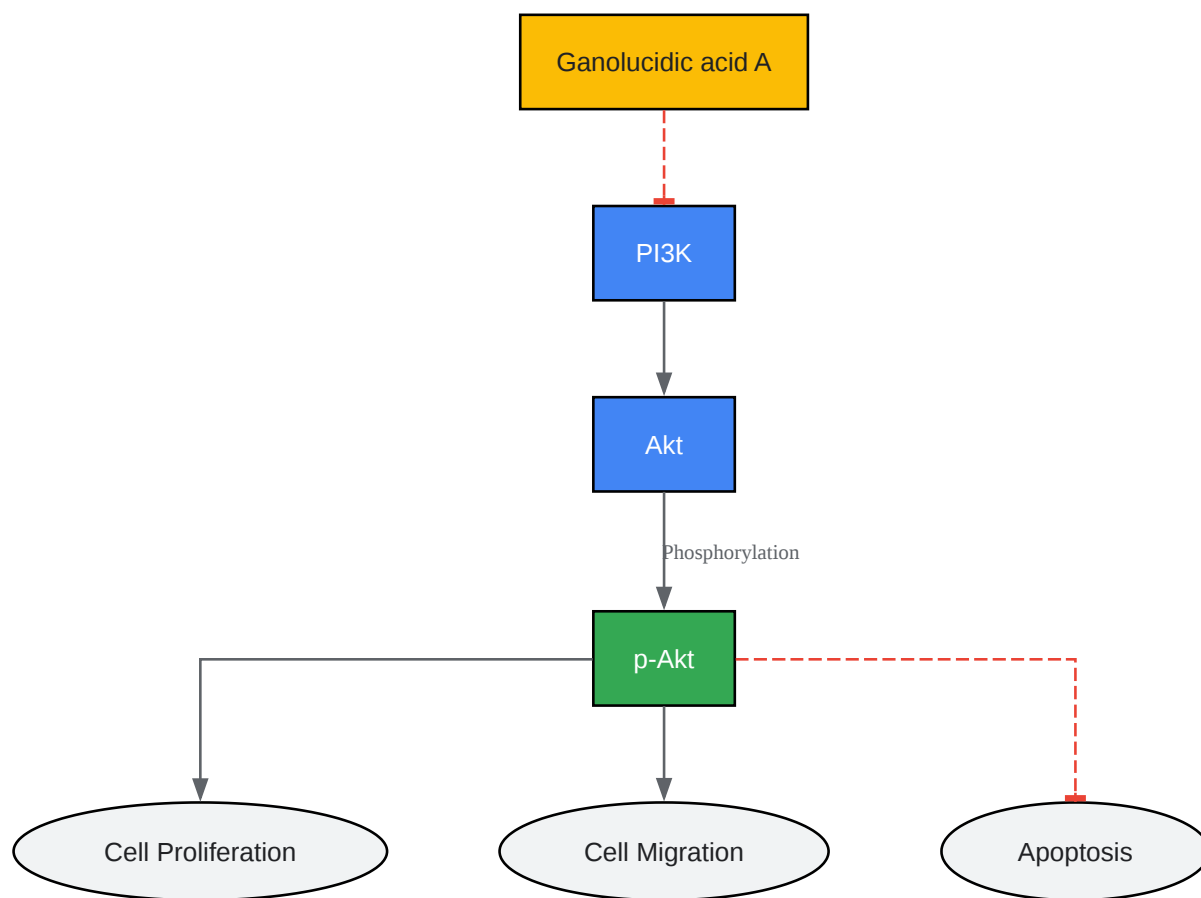 Ganolucidic acid A
PI3K
Akt
Phosphorylation
p-Akt
Cell Proliferation
Cell Migration
Apoptosis